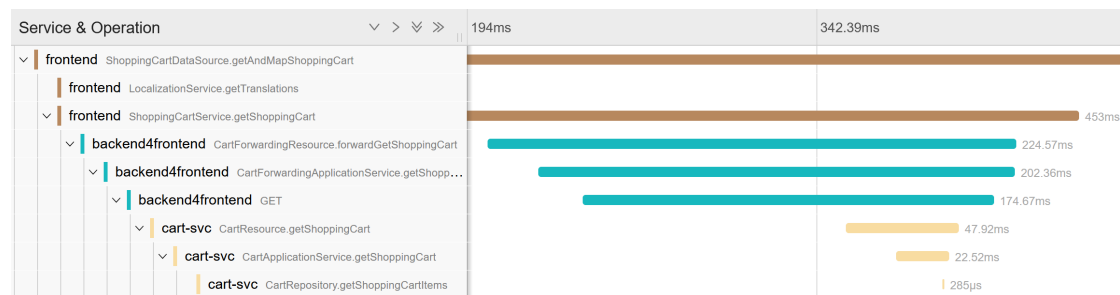 Service & Operation 194ms 342.39ms
frontend ShoppingCartDataSource.getAndMapShoppingCart
frontend LocalizationService.getTranslations
frontend ShoppingCartService.getShoppingCart 453ms
backend4frontend CartForwardingResource.forwardGetShoppingCart 224.57ms
backend4frontend CartForwardingApplicationService.getShopp... 202.36ms
backend4frontend GET 174.67ms
cart-svc CartResource.getShoppingCart 47.92ms
cart-svc CartApplicationService.getShoppingCart 22.52ms
cart-svc CartRepository.getShoppingCartItems 285μs